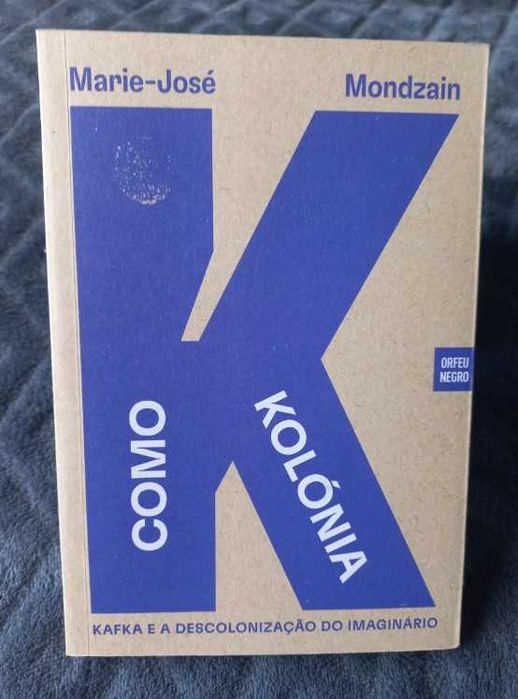 Marie-José Mondzain
K
COMO
KOLÓNIA
ORFEU
NEGRO
KAFKA E A DESCOLONIZAÇÃO DO IMAGINÁRIO